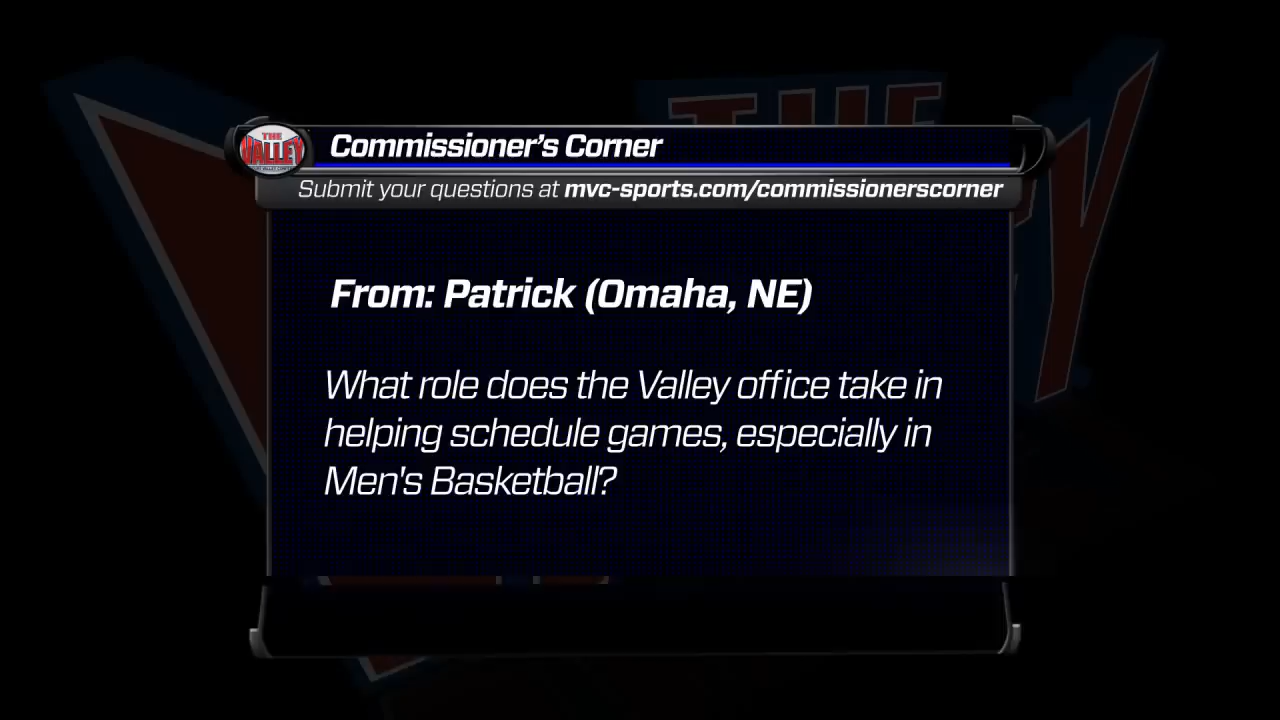 THE
THE
VALLEY
Commissioner's Corner
Submit your questions at mvc-sports.com/commissionerscorner
From: Patrick (Omaha, NE)
What role does the Valley office take in
helping schedule games, especially in
Men's Basketball?